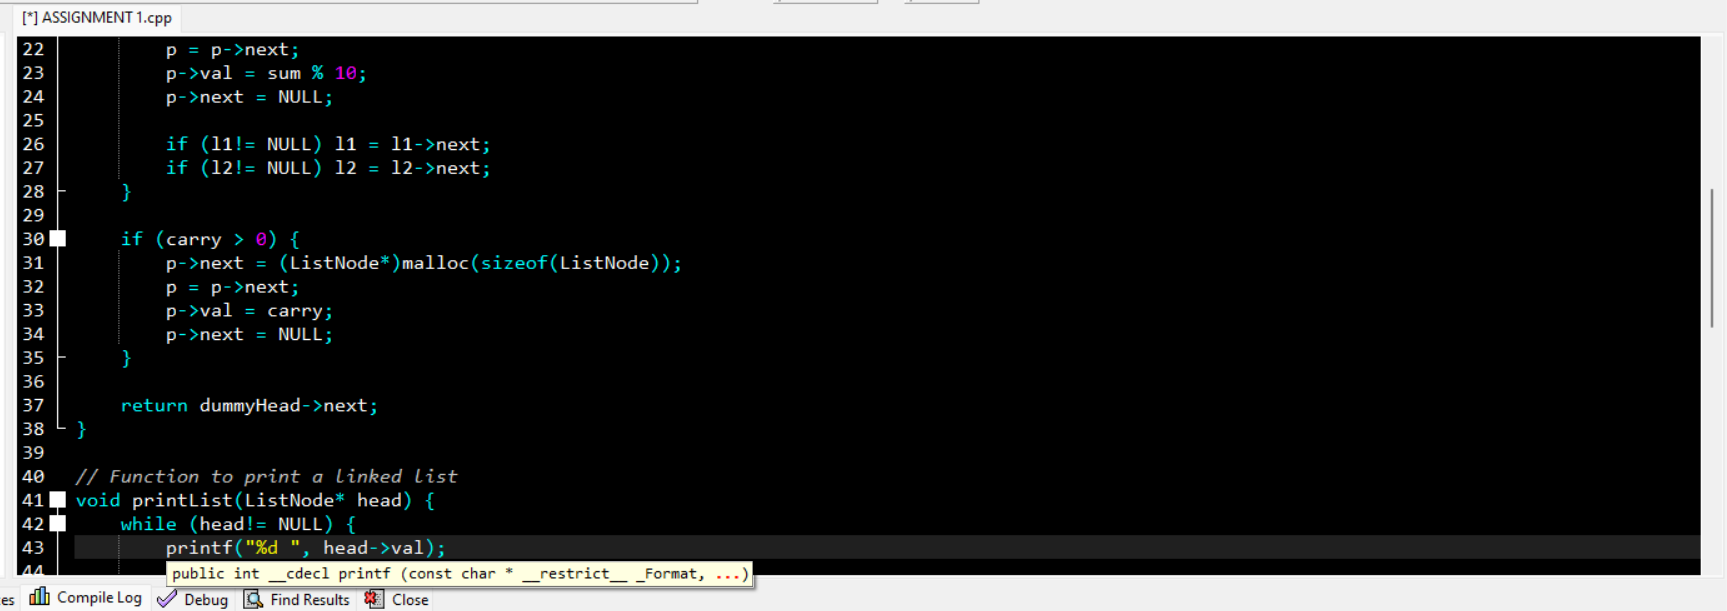 [*] ASSIGNMENT 1.cpp
22 p = p->next;
23 p->val = sum % 10;
24 p->next = NULL;
25
26 if (l1!= NULL) l1 = l1->next;
27 if (l2!= NULL) l2 = l2->next;
28 }
29
30 if (carry > 0) {
31 p->next = (ListNode*)malloc(sizeof(ListNode));
32 p = p->next;
33 p->val = carry;
34 p->next = NULL;
35 }
36
37 return dummyHead->next;
38 }
39
40 // Function to print a linked list
41 void printList(ListNode* head) {
42 while (head!= NULL) {
43 printf("%d ", head->val);
44
public int __cdecl printf (const char * __restrict__ _Format, ...)
es Compile Log Debug Find Results Close